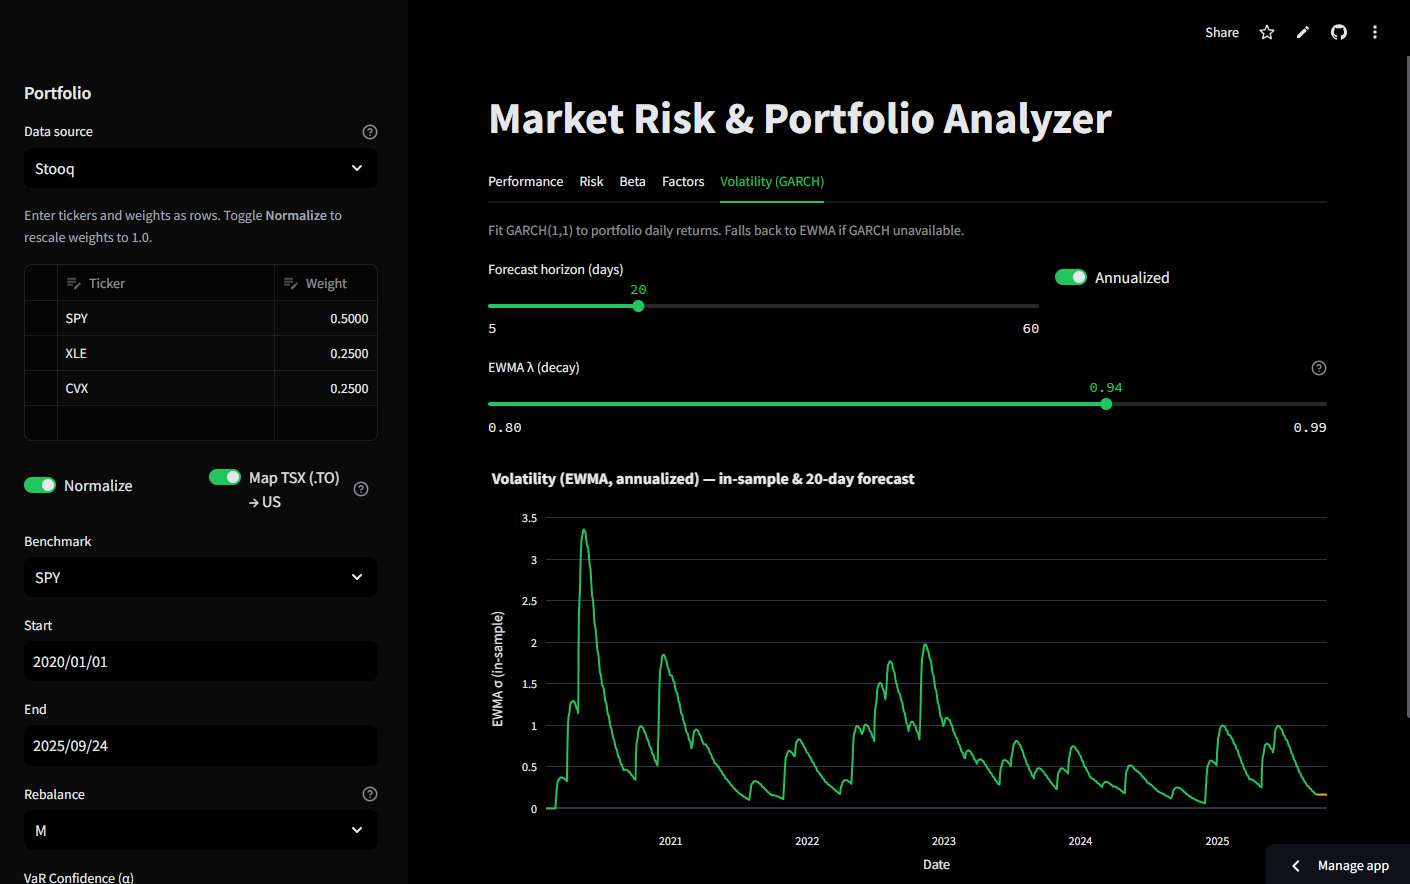 Share
Portfolio
Data source
Stooq
Enter tickers and weights as rows. Toggle Normalize to
rescale weights to 1.0.
Ticker Weight
SPY 0.5000
XLE 0.2500
CVX 0.2500
Normalize
Map TSX (.TO)
→ US
Benchmark
SPY
Start
2020/01/01
End
2025/09/24
Rebalance
M
VaR Confidence (α)
Market Risk & Portfolio Analyzer
Performance Risk Beta Factors Volatility (GARCH)
Fit GARCH(1,1) to portfolio daily returns. Falls back to EWMA if GARCH unavailable.
Forecast horizon (days)
20
5 60
Annualized
EWMA λ (decay)
0.94
0.80 0.99
Volatility (EWMA, annualized) — in-sample & 20-day forecast
EWMA σ (in-sample)
3.5
3
2.5
2
1.5
1
0.5
0
2021 2022 2023 2024 2025
Date
Manage app